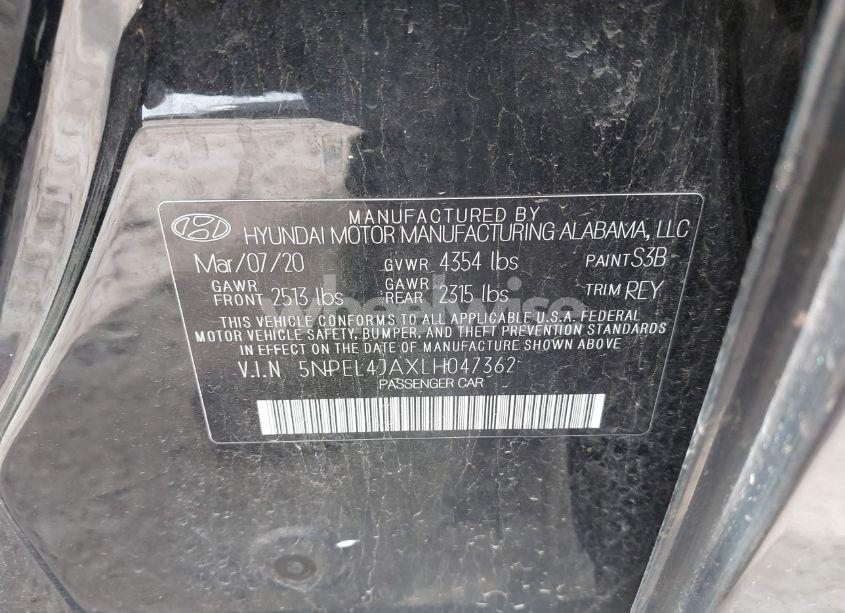 MANUFACTURED BY
HYUNDAI MOTOR MANUFACTURING ALABAMA, LLC
Mar/07/20 GVWR 4354 lbs PAINT S3B
GAWR FRONT 2513 lbs GAWR REAR 2315 lbs TRIM REY
THIS VEHICLE CONFORMS TO ALL APPLICABLE U.S.A. FEDERAL
MOTOR VEHICLE SAFETY, BUMPER, AND THEFT PREVENTION STANDARDS
IN EFFECT ON THE DATE OF MANUFACTURE SHOWN ABOVE
V.I.N 5NPEL4JAXLH047362
PASSENGER CAR